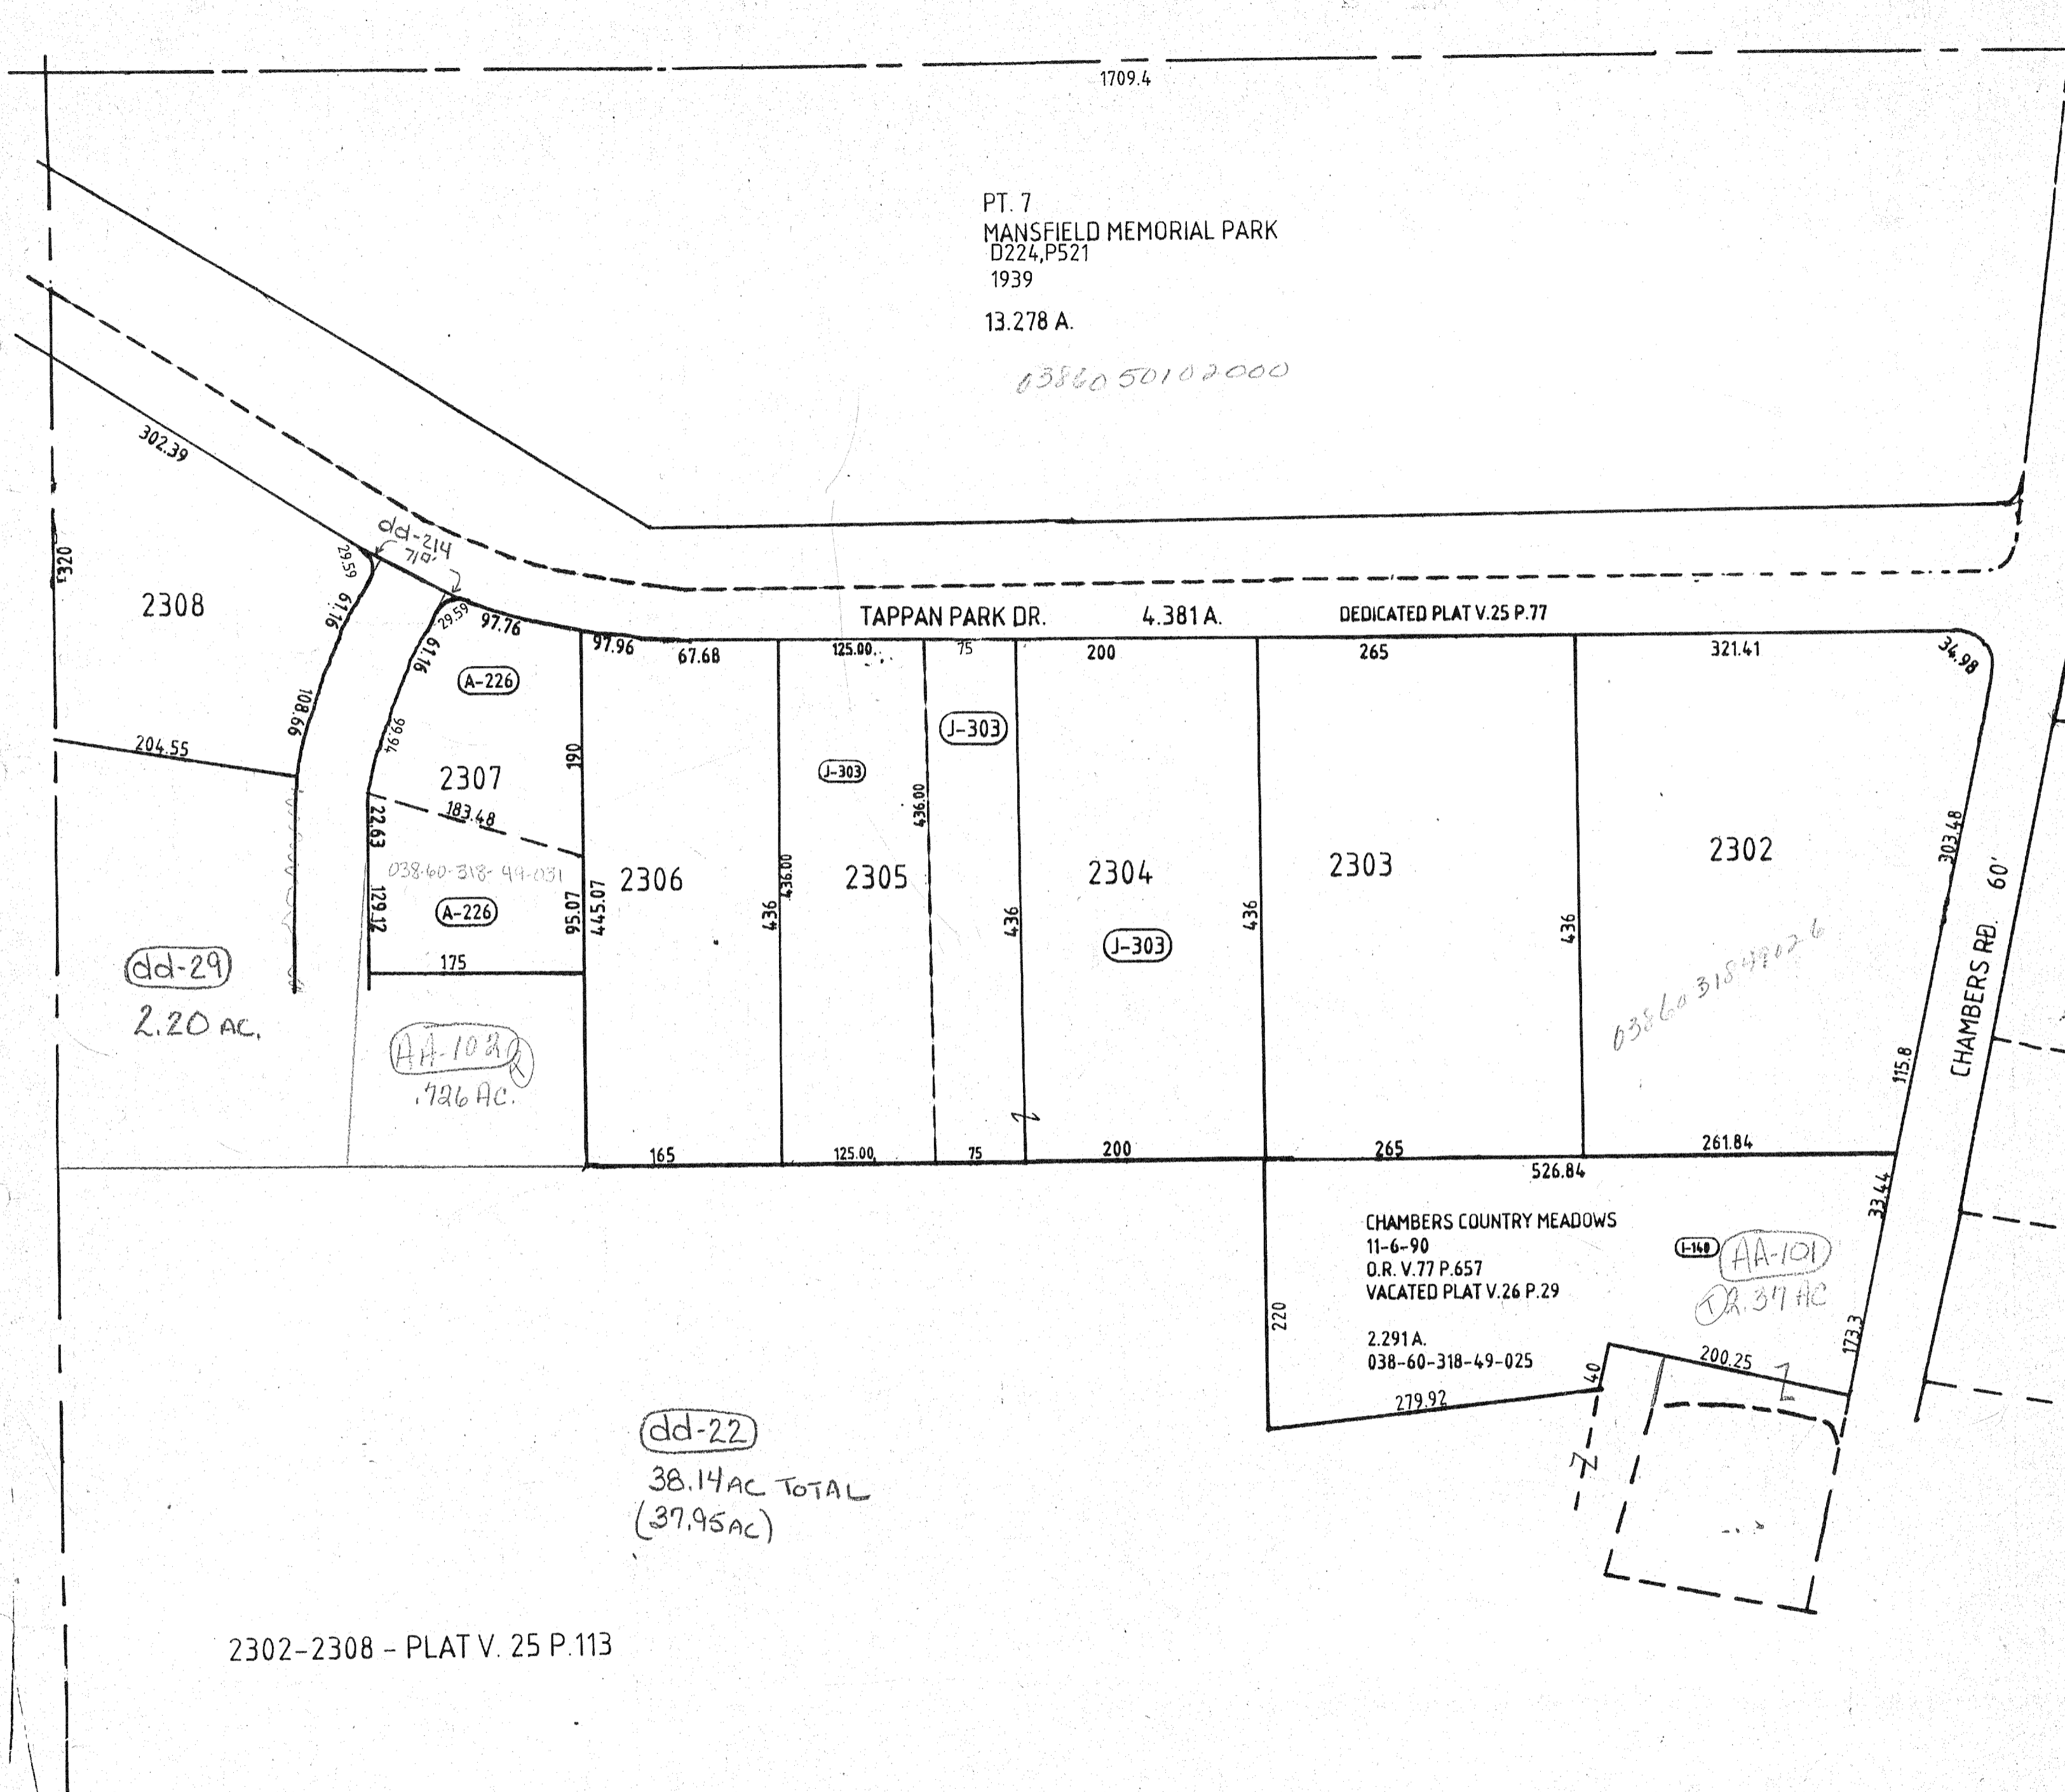 1709.4
PT. 7
MANSFIELD MEMORIAL PARK
D224,P521
1939
13.278 A.
0386050102000
302.39
dd-214
320
29.59
61.16
2308
108.66
204.55
29.59
97.76
61.16
A-226
99.94
2307
190
183.48
22.63
038-60-318-49-031
129.12
A-226
95.07
175
TAPPAN PARK DR.
4.381 A.
DEDICATED PLAT V.25 P.77
97.96
67.68
125.00
75
200
265
321.41
34.98
J-303
J-303
436.00
436.00
2306
2305
2304
2303
2302
445.07
436
436
J-303
436
436
303.48
CHAMBERS RD. 60'
0386031849026
115.8
dd-29
2.20 AC.
AA-102
.726 AC.
165
125.00
75
200
265
261.84
526.84
33.44
CHAMBERS COUNTRY MEADOWS
11-6-90
O.R. V.77 P.657
VACATED PLAT V.26 P.29
2.291 A.
038-60-318-49-025
I-140
AA-101
2.37 AC
220
173.3
200.25
40
279.92
dd-22
38.14 AC TOTAL
(37.95 AC)
2302-2308 - PLAT V. 25 P.113